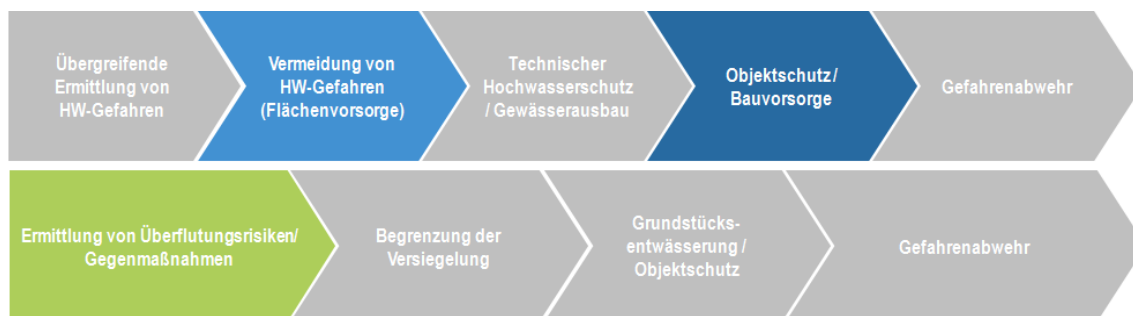 Übergreifende
Ermittlung von
HW-Gefahren
Vermeidung von
HW-Gefahren
(Flächenvorsorge)
Technischer
Hochwasserschutz
/ Gewässerausbau
Objektschutz /
Bauvorsorge
Gefahrenabwehr
Ermittlung von Überflutungsrisiken/
Gegenmaßnahmen
Begrenzung der
Versiegelung
Grundstücks-
entwässerung /
Objektschutz
Gefahrenabwehr